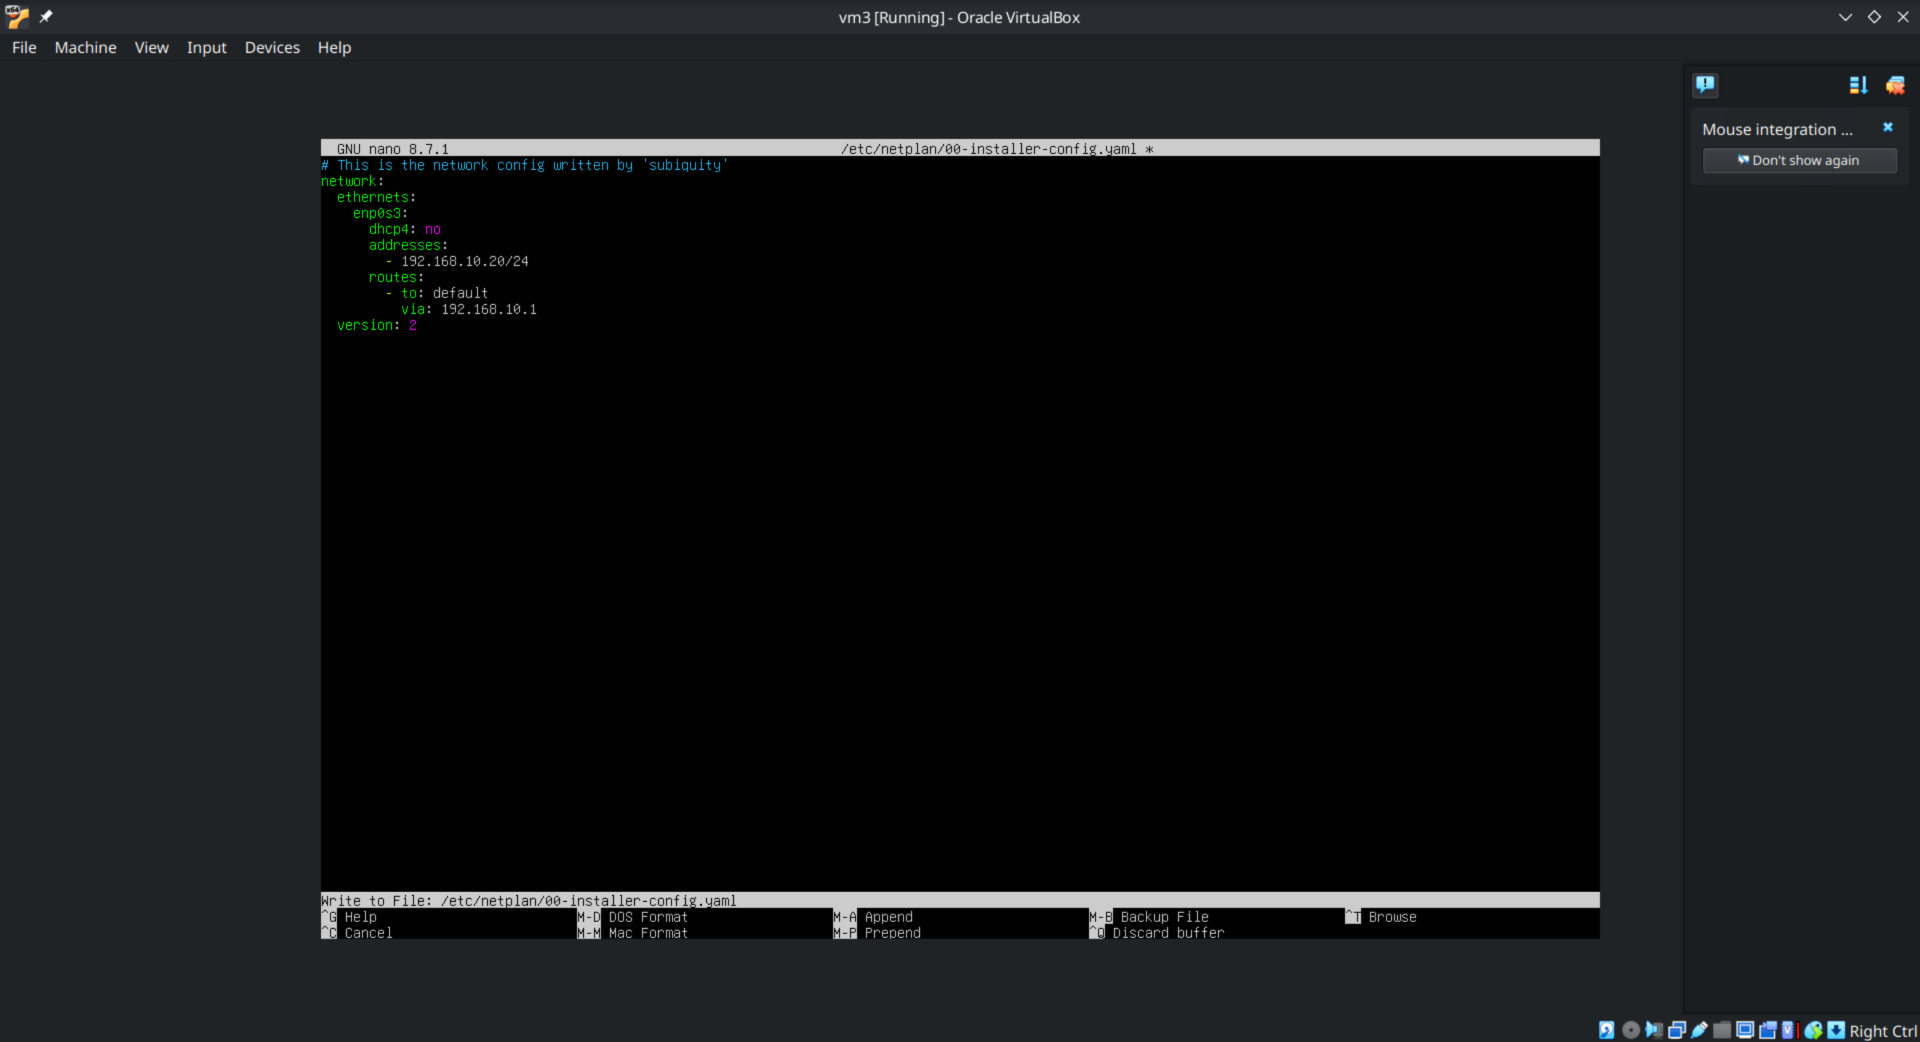 vm3 [Running] - Oracle VirtualBox
File Machine View Input Devices Help
Mouse integration ...
Don't show again
GNU nano 8.7.1 /etc/netplan/00-installer-config.yaml *
# This is the network config written by 'subiquity'
network:
  ethernets:
    enp0s3:
      dhcp4: no
      addresses:
        - 192.168.10.20/24
      routes:
        - to: default
          via: 192.168.10.1
  version: 2
Write to File: /etc/netplan/00-installer-config.yaml
^G Help M-D DOS Format M-A Append M-B Backup File ^T Browse
^C Cancel M-M Mac Format M-P Prepend ^Q Discard buffer
Right Ctrl